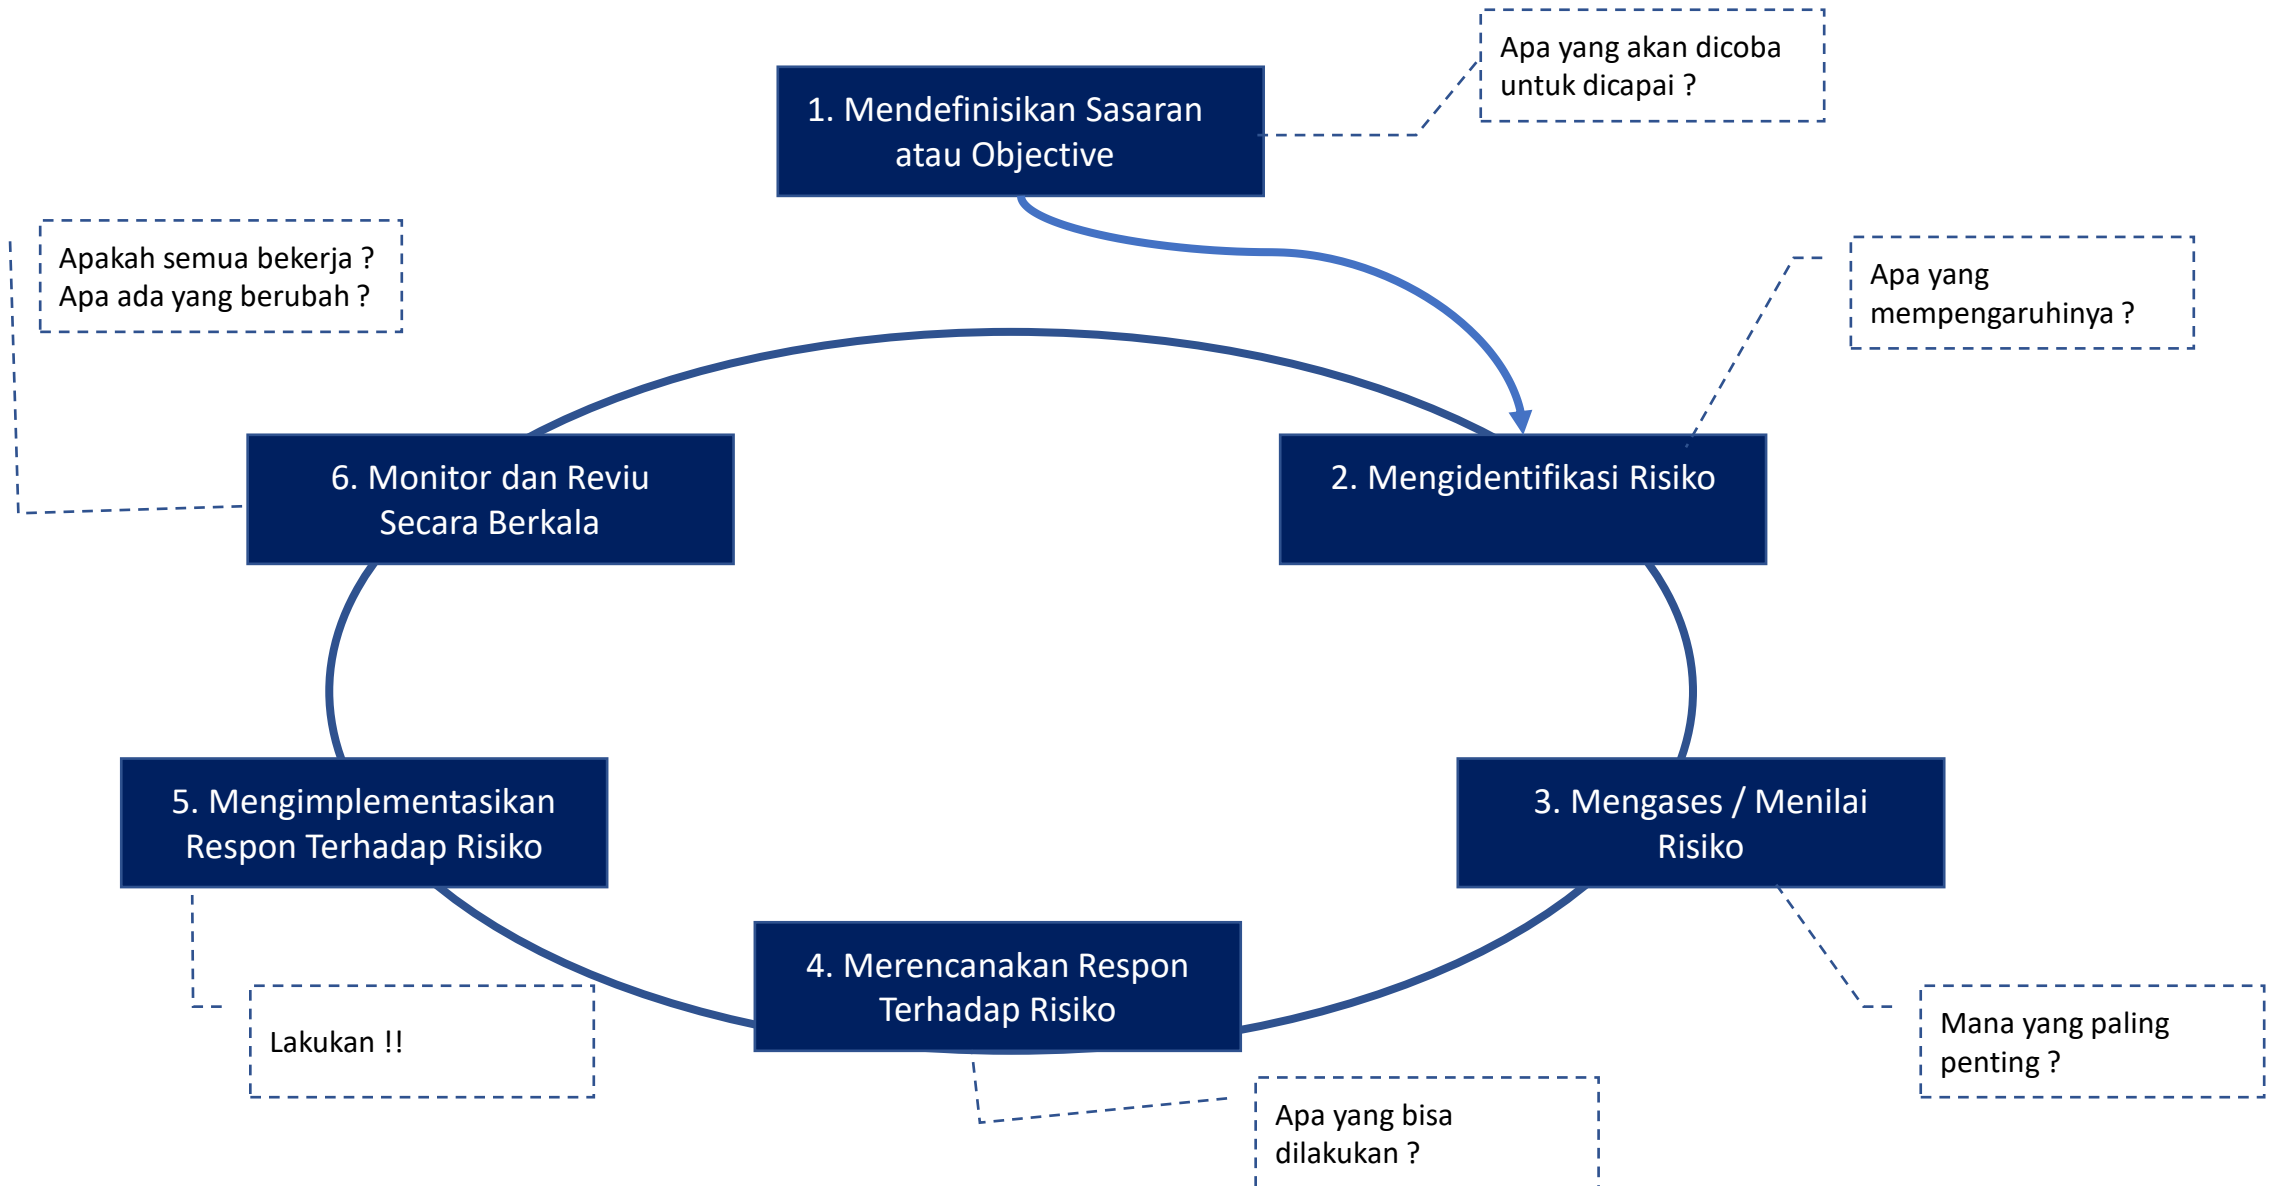 Apa yang akan dicoba
untuk dicapai ?
1. Mendefinisikan Sasaran
atau Objective
Apakah semua bekerja ?
Apa ada yang berubah ?
Apa yang
mempengaruhinya ?
6. Monitor dan Reviu
Secara Berkala
2. Mengidentifikasi Risiko
5. Mengimplementasikan
Respon Terhadap Risiko
3. Mengases / Menilai
Risiko
4. Merencanakan Respon
Terhadap Risiko
Lakukan !!
Mana yang paling
penting ?
Apa yang bisa
dilakukan ?